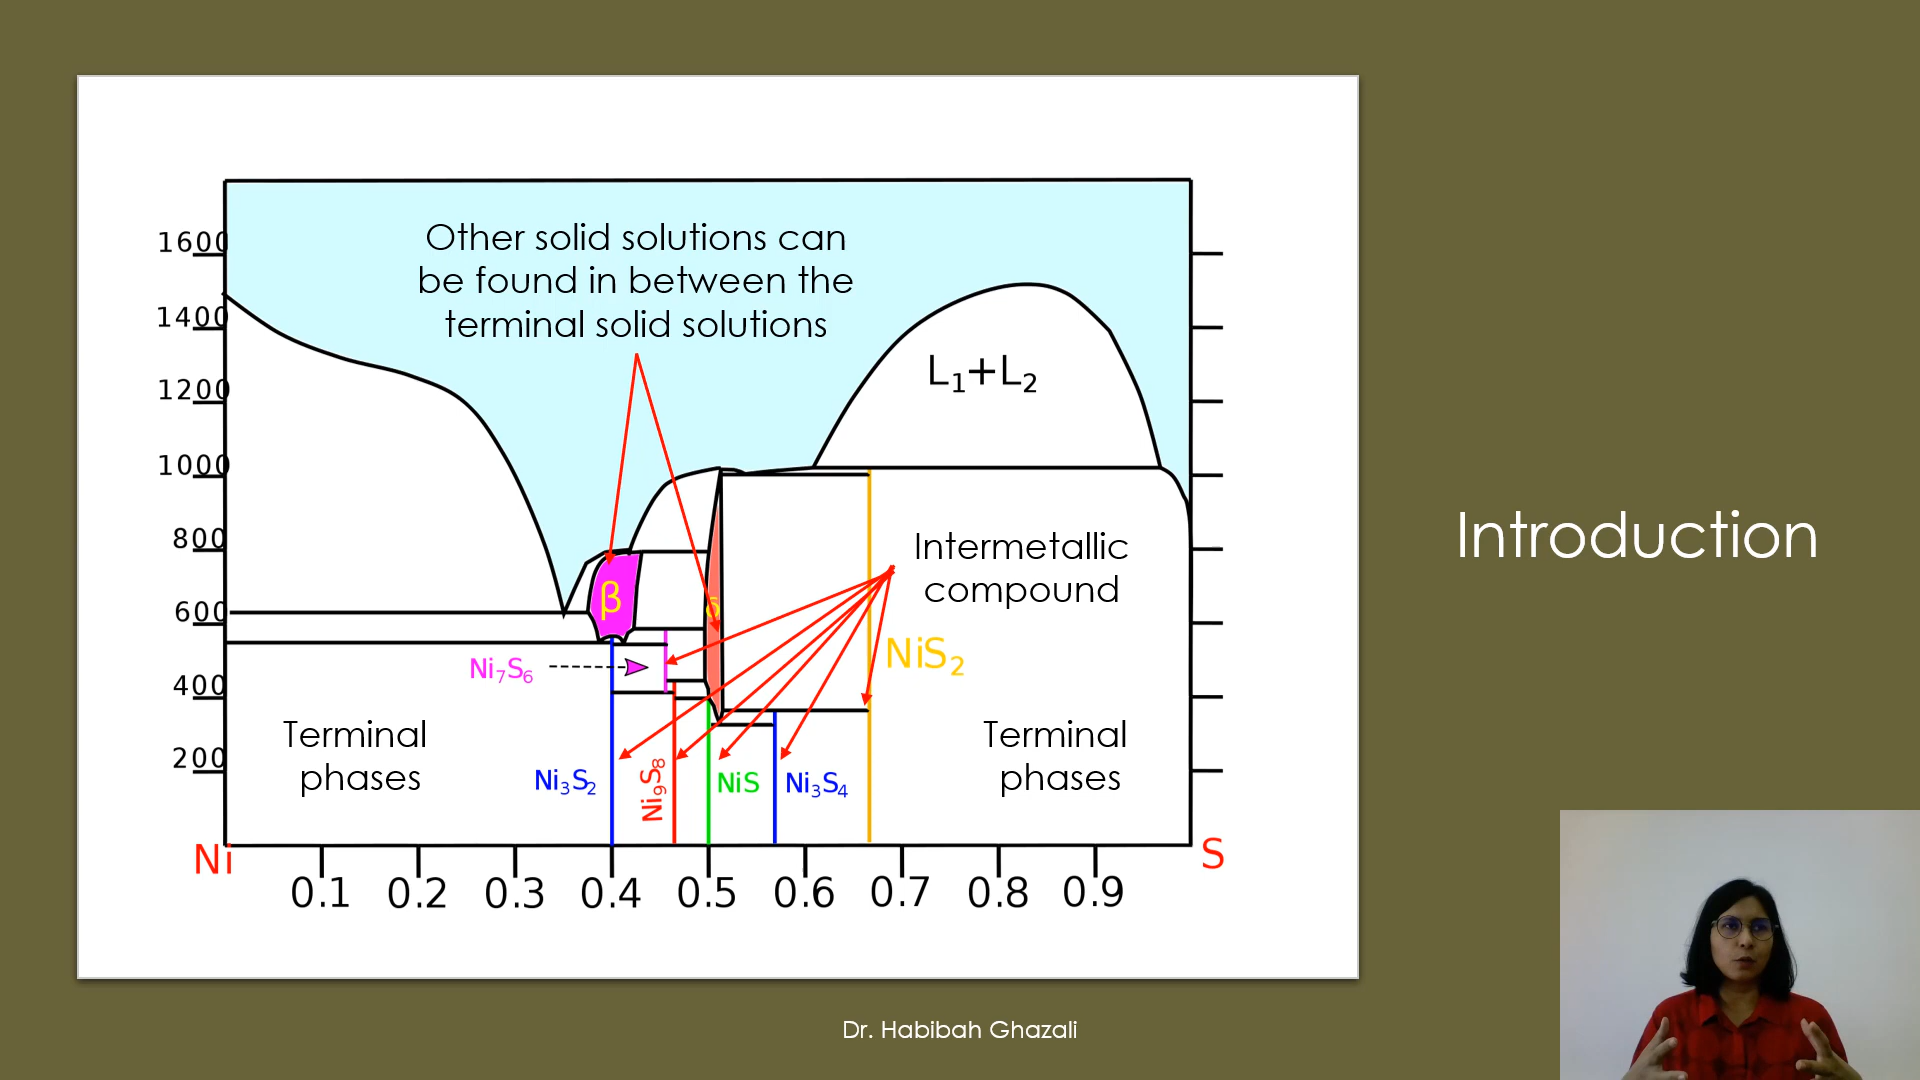 Other solid solutions can
be found in between the
terminal solid solutions
1600
1400
1200
1000
800
600
400
200
L₁+L₂
Intermetallic
compound
β
δ
NiS₂
Ni₇S₆
Terminal
phases
Terminal
phases
Ni₃S₂
Ni₉S₈
NiS
Ni₃S₄
Ni
S
0.1 0.2 0.3 0.4 0.5 0.6 0.7 0.8 0.9
Introduction
Dr. Habibah Ghazali